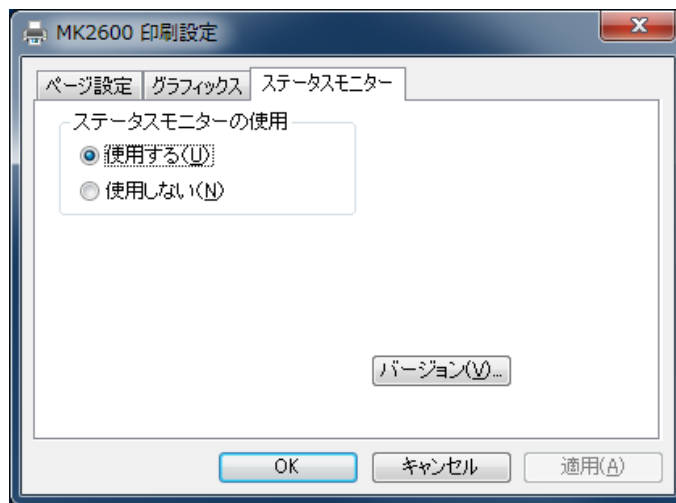 MK2600 印刷設定
ページ設定 グラフィックス ステータスモニター
ステータスモニターの使用
使用する(U)
使用しない(N)
バージョン(V)...
OK キャンセル 適用(A)